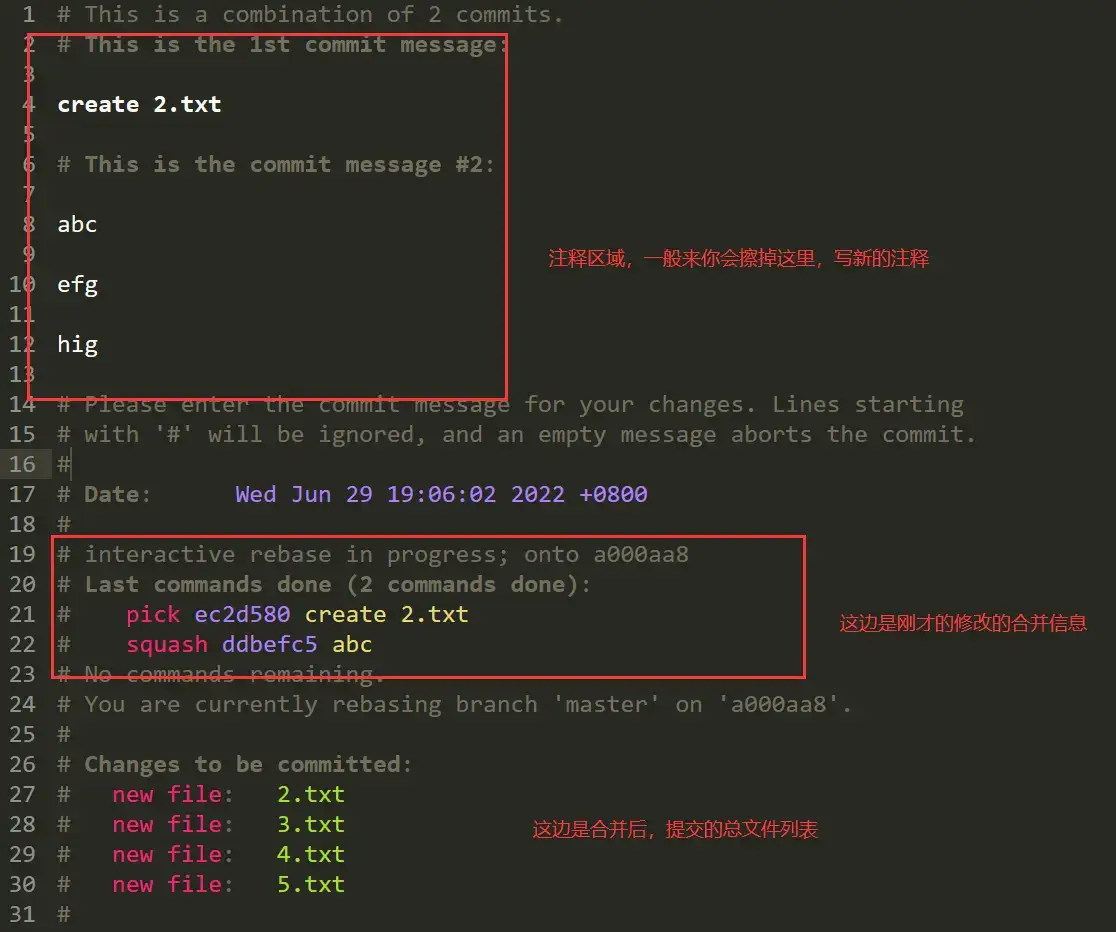 1 # This is a combination of 2 commits.
2 # This is the 1st commit message:
3
4 create 2.txt
5
6 # This is the commit message #2:
7
8 abc
9
注释区域，一般来你会擦掉这里，写新的注释
10 efg
11
12 hig
13
14 # Please enter the commit message for your changes. Lines starting
15 # with '#' will be ignored, and an empty message aborts the commit.
16 #
17 # Date: Wed Jun 29 19:06:02 2022 +0800
18 #
19 # interactive rebase in progress; onto a000aa8
20 # Last commands done (2 commands done):
21 # pick ec2d580 create 2.txt
这边是刚才的修改的合并信息
22 # squash ddbefc5 abc
23 # No commands remaining.
24 # You are currently rebasing branch 'master' on 'a000aa8'.
25 #
26 # Changes to be committed:
27 # new file: 2.txt
28 # new file: 3.txt
这边是合并后，提交的总文件列表
29 # new file: 4.txt
30 # new file: 5.txt
31 #